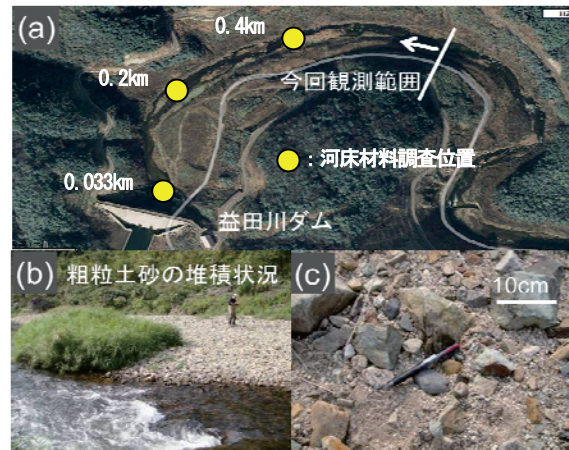 (a)
0.4km
0.2km
今回観測範囲
：河床材料調査位置
0.033km
益田川ダム
(b) 粗粒土砂の堆積状況
(c)
10cm